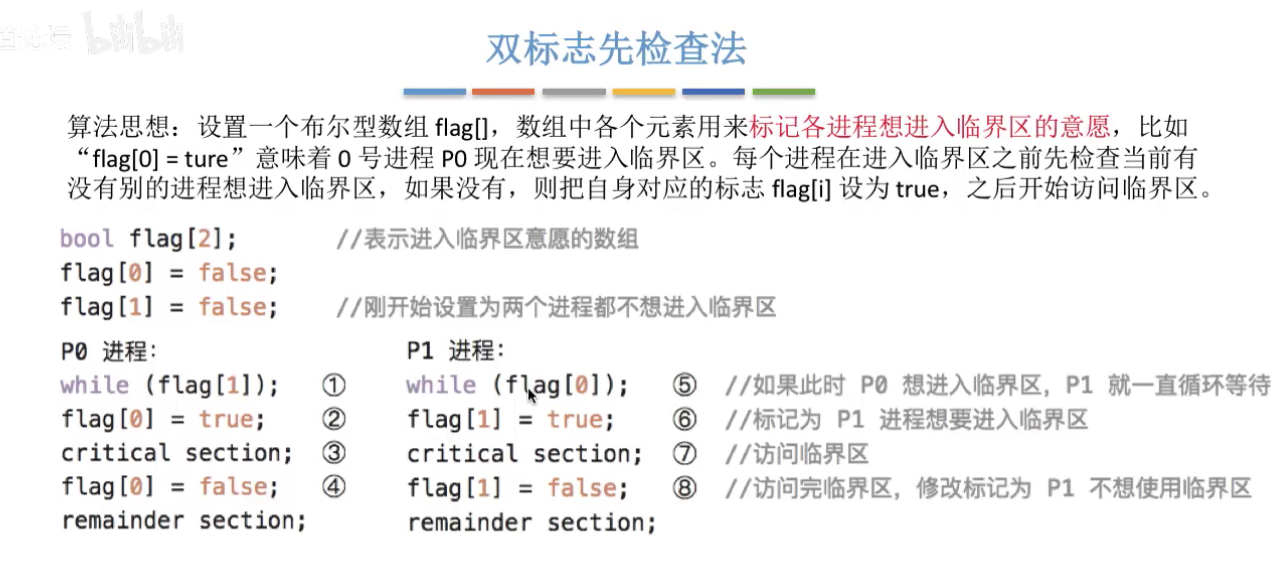 bilibili
双标志先检查法
算法思想：设置一个布尔型数组 flag[]，数组中各个元素用来标记各进程想进入临界区的意愿，比如
“flag[0] = ture”意味着 0 号进程 P0 现在想要进入临界区。每个进程在进入临界区之前先检查当前有
没有别的进程想进入临界区，如果没有，则把自身对应的标志 flag[i] 设为 true，之后开始访问临界区。
bool flag[2]; //表示进入临界区意愿的数组
flag[0] = false;
flag[1] = false; //刚开始设置为两个进程都不想进入临界区
P0 进程： P1 进程：
while (flag[1]); ① while (flag[0]); ⑤ //如果此时 P0 想进入临界区，P1 就一直循环等待
flag[0] = true; ② flag[1] = true; ⑥ //标记为 P1 进程想要进入临界区
critical section; ③ critical section; ⑦ //访问临界区
flag[0] = false; ④ flag[1] = false; ⑧ //访问完临界区，修改标记为 P1 不想使用临界区
remainder section; remainder section;